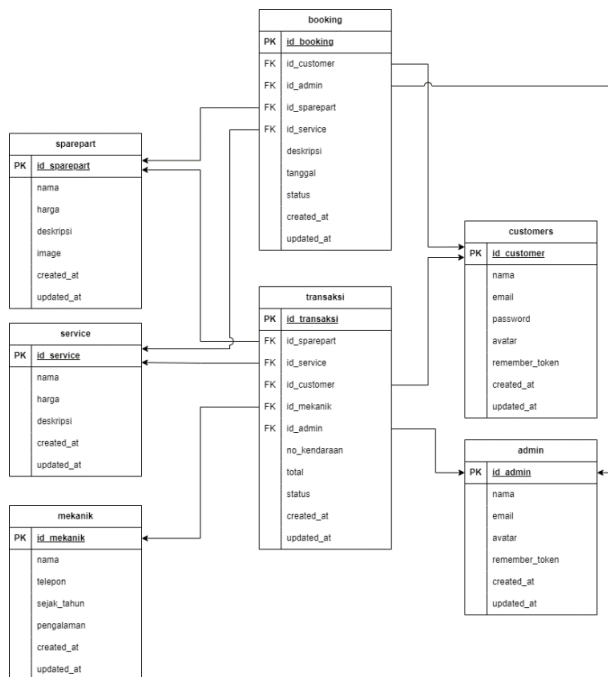 booking
PK id_booking
FK id_customer
FK id_admin
FK id_sparepart
FK id_service
deskripsi
tanggal
status
created_at
updated_at
sparepart
PK id_sparepart
nama
harga
deskripsi
image
created_at
updated_at
customers
PK id_customer
nama
email
password
avatar
remember_token
created_at
updated_at
transaksi
PK id_transaksi
FK id_sparepart
FK id_service
FK id_customer
FK id_mekanik
FK id_admin
no_kendaraan
total
status
created_at
updated_at
service
PK id_service
nama
harga
deskripsi
created_at
updated_at
admin
PK id_admin
nama
email
avatar
remember_token
created_at
updated_at
mekanik
PK id_mekanik
nama
telepon
sejak_tahun
pengalaman
created_at
updated_at